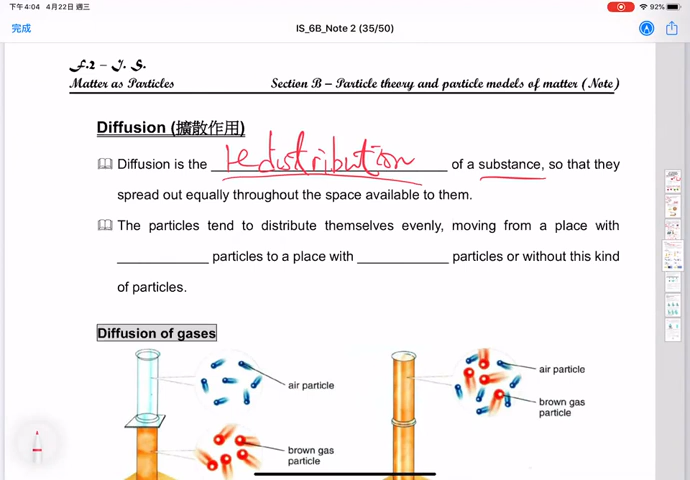 下午4:04 4月22日 週三
92%
完成
IS_6B_Note 2 (35/50)
F.2 – I. S.
Matter as Particles
Section B – Particle theory and particle models of matter (Note)
Diffusion (擴散作用)
Diffusion is the redistribution of a substance, so that they
spread out equally throughout the space available to them.
The particles tend to distribute themselves evenly, moving from a place with
____________ particles to a place with ____________ particles or without this kind
of particles.
Diffusion of gases
air particle
brown gas
particle
air particle
brown gas
particle